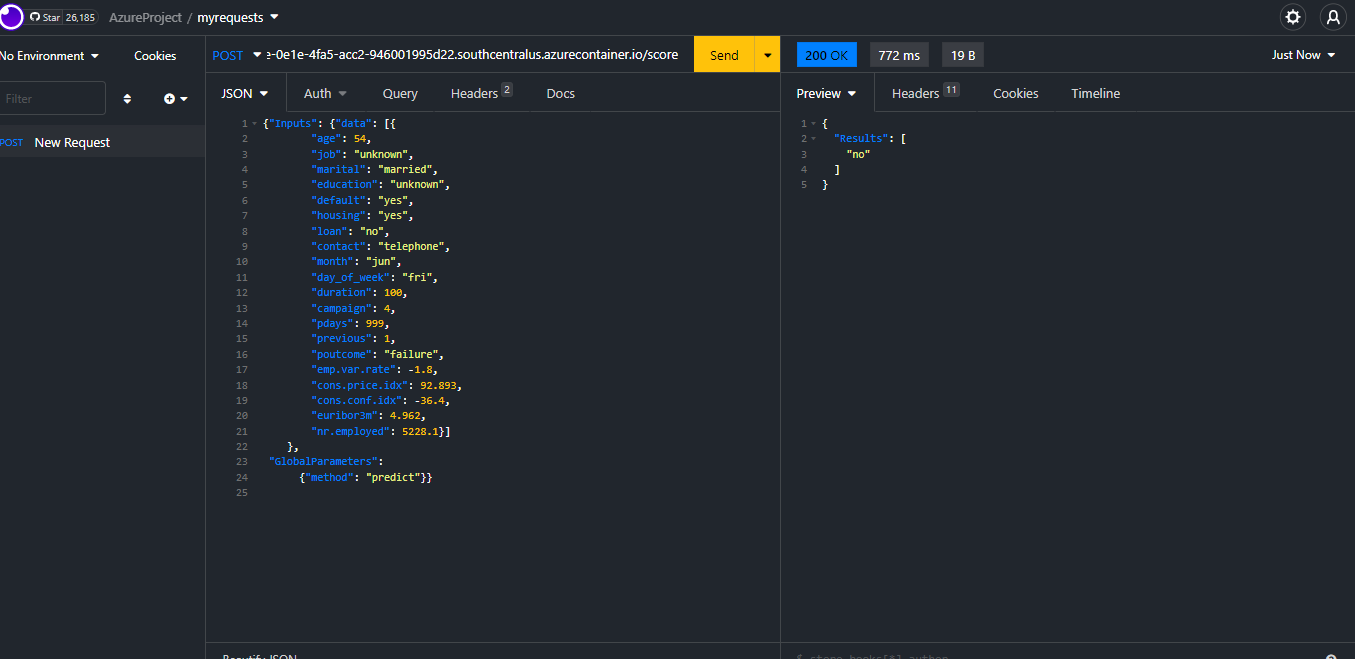 Star 26,185 AzureProject / myrequests
No Environment Cookies
POST e-0e1e-4fa5-acc2-946001995d22.southcentralus.azurecontainer.io/score Send
200 OK 772 ms 19 B Just Now
Filter
POST New Request
JSON Auth Query Headers 2 Docs
1 {"Inputs": {"data": [{
2 "age": 54,
3 "job": "unknown",
4 "marital": "married",
5 "education": "unknown",
6 "default": "yes",
7 "housing": "yes",
8 "loan": "no",
9 "contact": "telephone",
10 "month": "jun",
11 "day_of_week": "fri",
12 "duration": 100,
13 "campaign": 4,
14 "pdays": 999,
15 "previous": 1,
16 "poutcome": "failure",
17 "emp.var.rate": -1.8,
18 "cons.price.idx": 92.893,
19 "cons.conf.idx": -36.4,
20 "euribor3m": 4.962,
21 "nr.employed": 5228.1}]
22 },
23 "GlobalParameters":
24 {"method": "predict"}}
25
Preview Headers 11 Cookies Timeline
1 {
2 "Results": [
3 "no"
4 ]
5 }
Beautify JSON